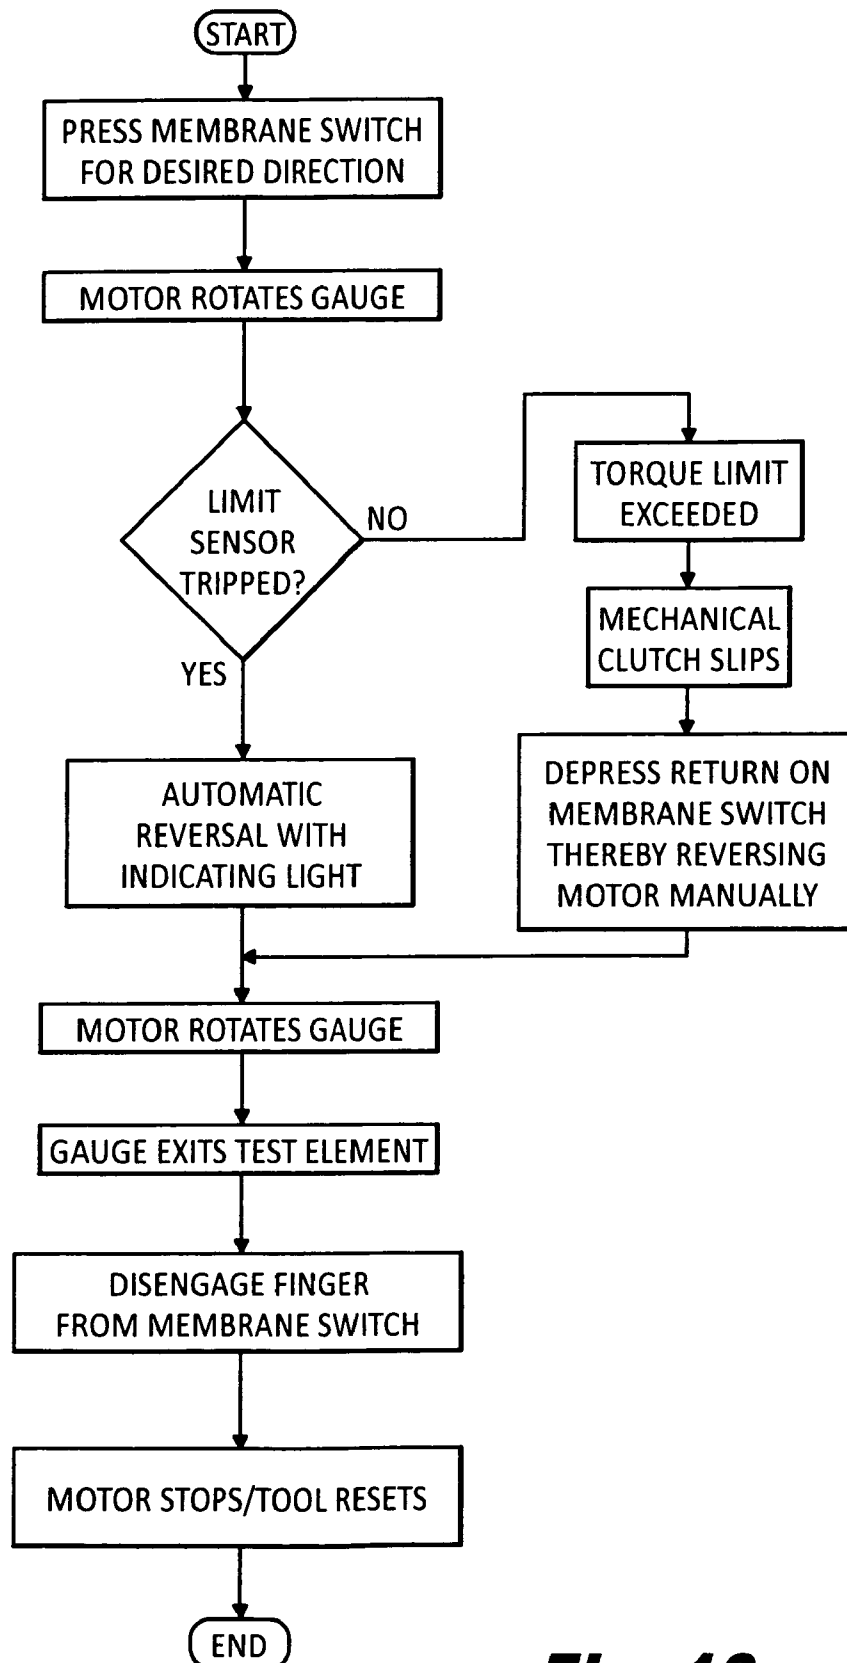 START
PRESS MEMBRANE SWITCH
FOR DESIRED DIRECTION
MOTOR ROTATES GAUGE
LIMIT
SENSOR
TRIPPED?
NO
TORQUE LIMIT
EXCEEDED
MECHANICAL
CLUTCH SLIPS
DEPRESS RETURN ON
MEMBRANE SWITCH
THEREBY REVERSING
MOTOR MANUALLY
YES
AUTOMATIC
REVERSAL WITH
INDICATING LIGHT
MOTOR ROTATES GAUGE
GAUGE EXITS TEST ELEMENT
DISENGAGE FINGER
FROM MEMBRANE SWITCH
MOTOR STOPS/TOOL RESETS
END